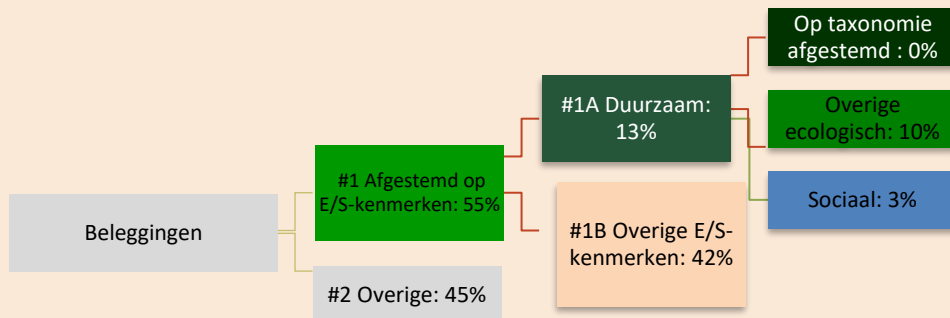 Beleggingen
#1 Afgestemd op
E/S-kenmerken: 55%
#2 Overige: 45%
#1A Duurzaam:
13%
#1B Overige E/S-
kenmerken: 42%
Op taxonomie
afgestemd : 0%
Overige
ecologisch: 10%
Sociaal: 3%